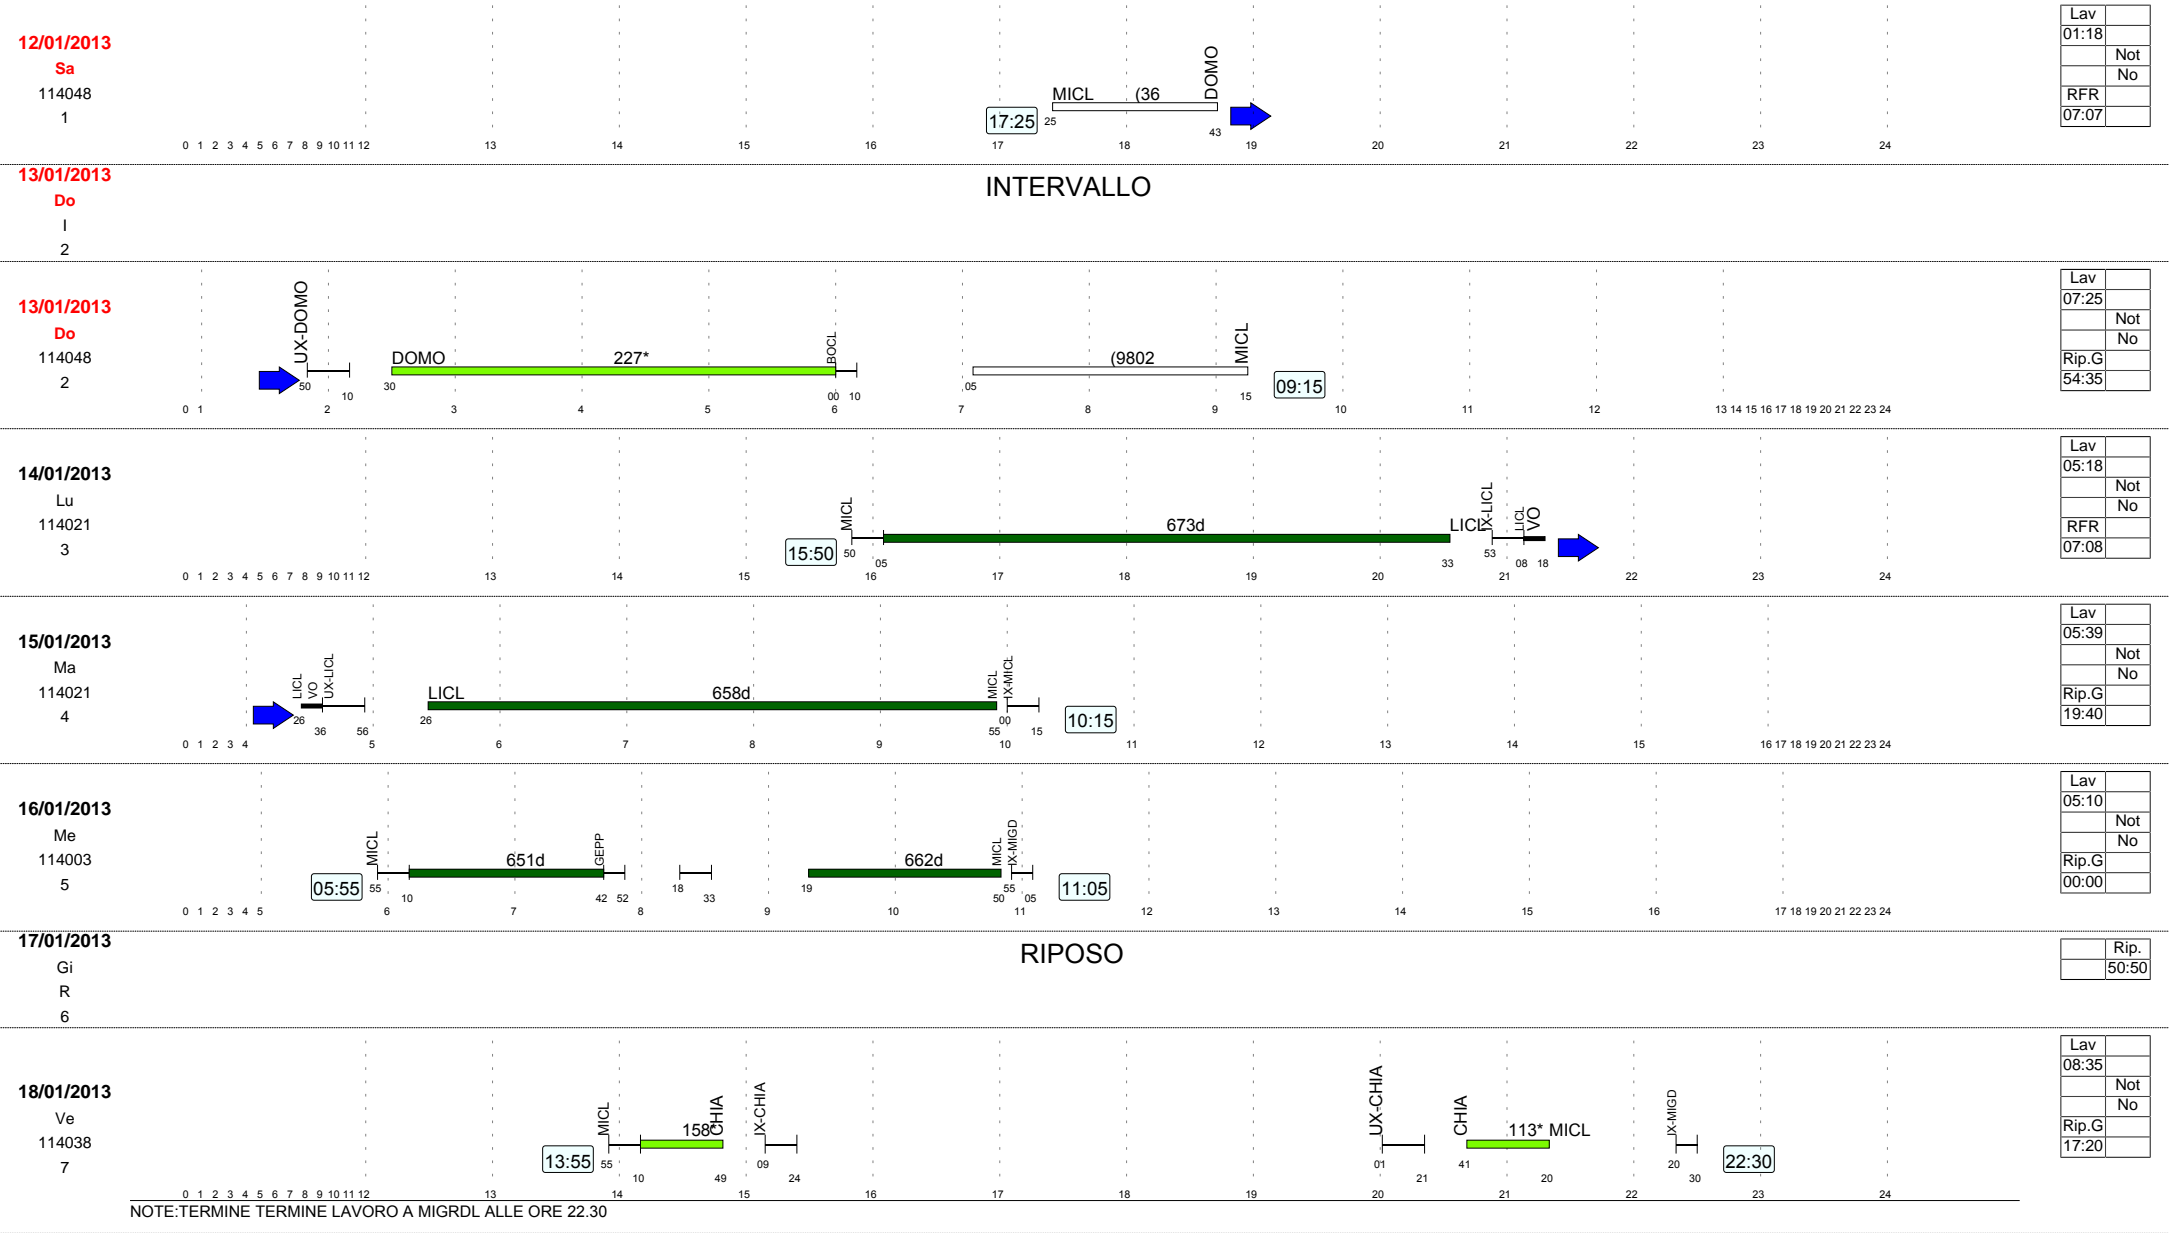 12/01/2013
Sa
114048
1
17:25
MICL (36 DOMO
25 43
0 1 2 3 4 5 6 7 8 9 10 11 12 13 14 15 16 17 18 19 20 21 22 23 24
Lav
01:18
Not
No
RFR
07:07
13/01/2013
Do
I
2
INTERVALLO
13/01/2013
Do
114048
2
UX-DOMO
50 10
DOMO 227* BOCL
30 00 10
(9802 MICL
05 15
09:15
0 1 2 3 4 5 6 7 8 9 10 11 12 13 14 15 16 17 18 19 20 21 22 23 24
Lav
07:25
Not
No
Rip.G
54:35
14/01/2013
Lu
114021
3
15:50
MICL 673d LICL IX-LICL LICL VO
50 05 33 53 08 18
0 1 2 3 4 5 6 7 8 9 10 11 12 13 14 15 16 17 18 19 20 21 22 23 24
Lav
05:18
Not
No
RFR
07:08
15/01/2013
Ma
114021
4
LICL VO UX-LICL
26 36 56
LICL 658d MICL IX-MICL
26 55 00 15
10:15
0 1 2 3 4 5 6 7 8 9 10 11 12 13 14 15 16 17 18 19 20 21 22 23 24
Lav
05:39
Not
No
Rip.G
19:40
16/01/2013
Me
114003
5
05:55
MICL 651d GEPP
55 10 42 52
18 33
662d MICL IX-MIGD
19 50 55 05
11:05
0 1 2 3 4 5 6 7 8 9 10 11 12 13 14 15 16 17 18 19 20 21 22 23 24
Lav
05:10
Not
No
Rip.G
00:00
17/01/2013
Gi
R
6
RIPOSO
Rip.
50:50
18/01/2013
Ve
114038
7
13:55
MICL 158* CHIA IX-CHIA
55 10 49 09 24
UX-CHIA CHIA 113* MICL IX-MIGD
01 21 41 20 20 30
22:30
0 1 2 3 4 5 6 7 8 9 10 11 12 13 14 15 16 17 18 19 20 21 22 23 24
Lav
08:35
Not
No
Rip.G
17:20
NOTE:TERMINE TERMINE LAVORO A MIGRDL ALLE ORE 22.30